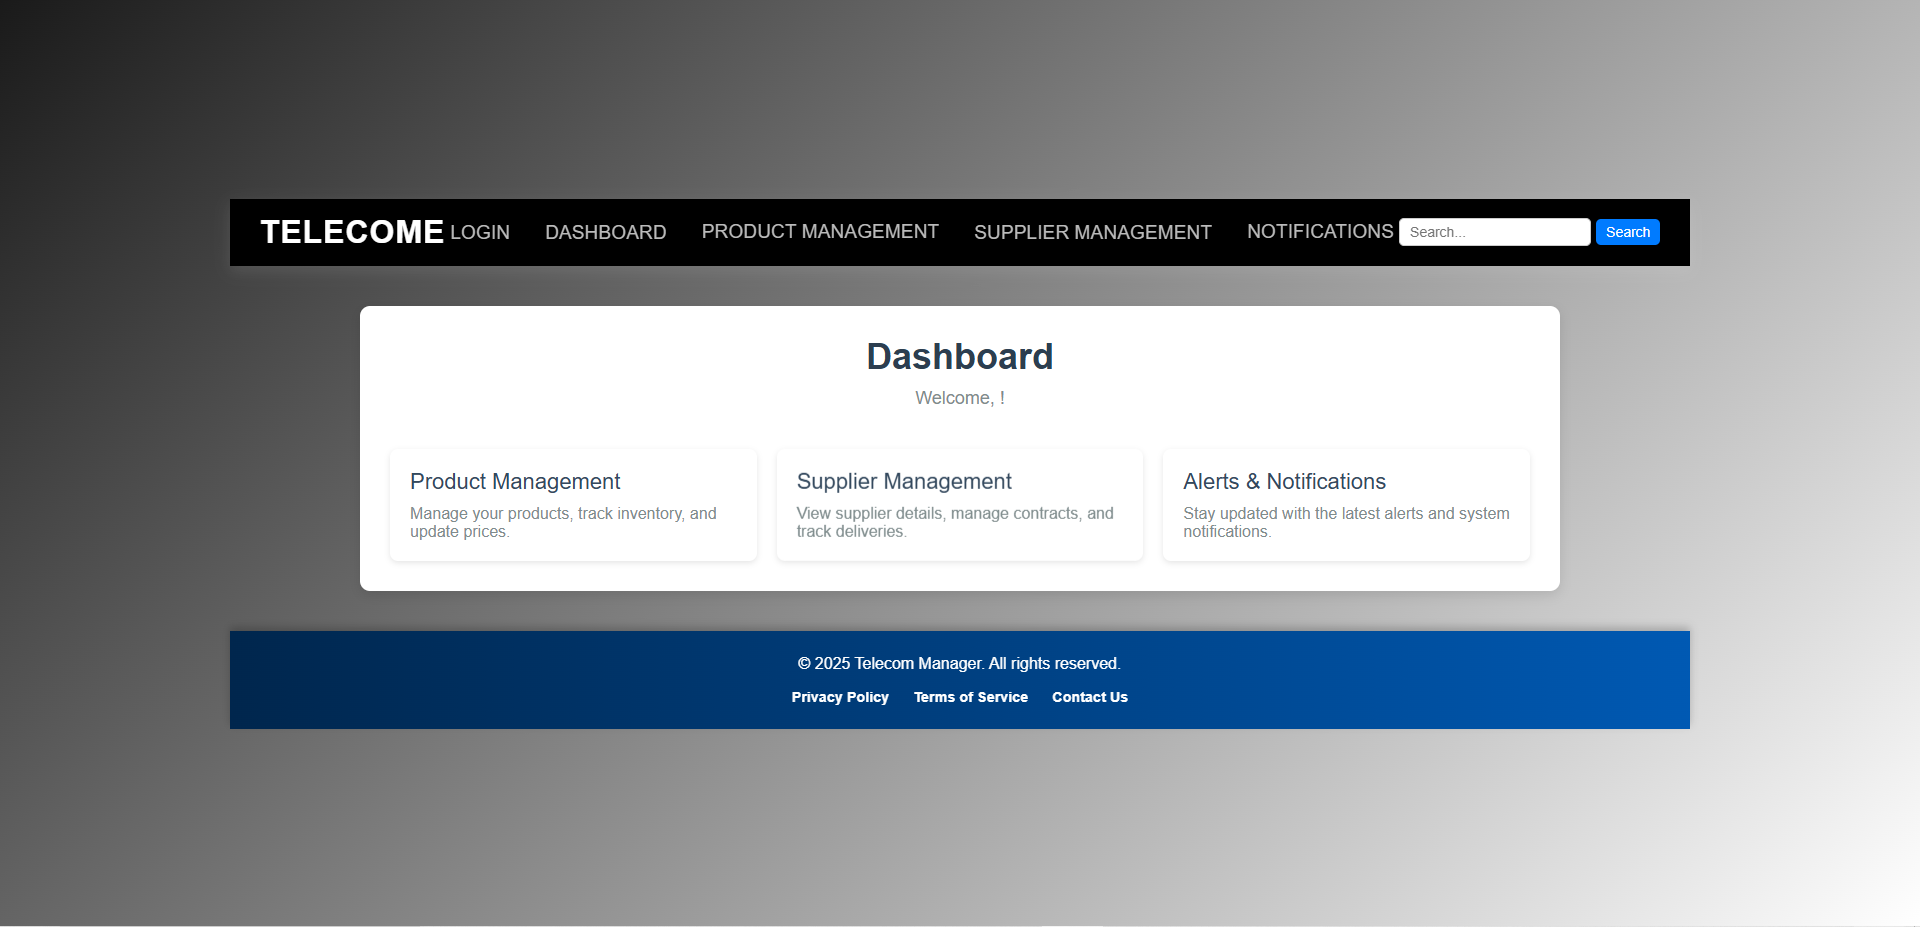 TELECOME LOGIN DASHBOARD PRODUCT MANAGEMENT SUPPLIER MANAGEMENT NOTIFICATIONS Search... Search
Dashboard
Welcome, !
Product Management
Manage your products, track inventory, and
update prices.
Supplier Management
View supplier details, manage contracts, and
track deliveries.
Alerts & Notifications
Stay updated with the latest alerts and system
notifications.
© 2025 Telecom Manager. All rights reserved.
Privacy Policy Terms of Service Contact Us